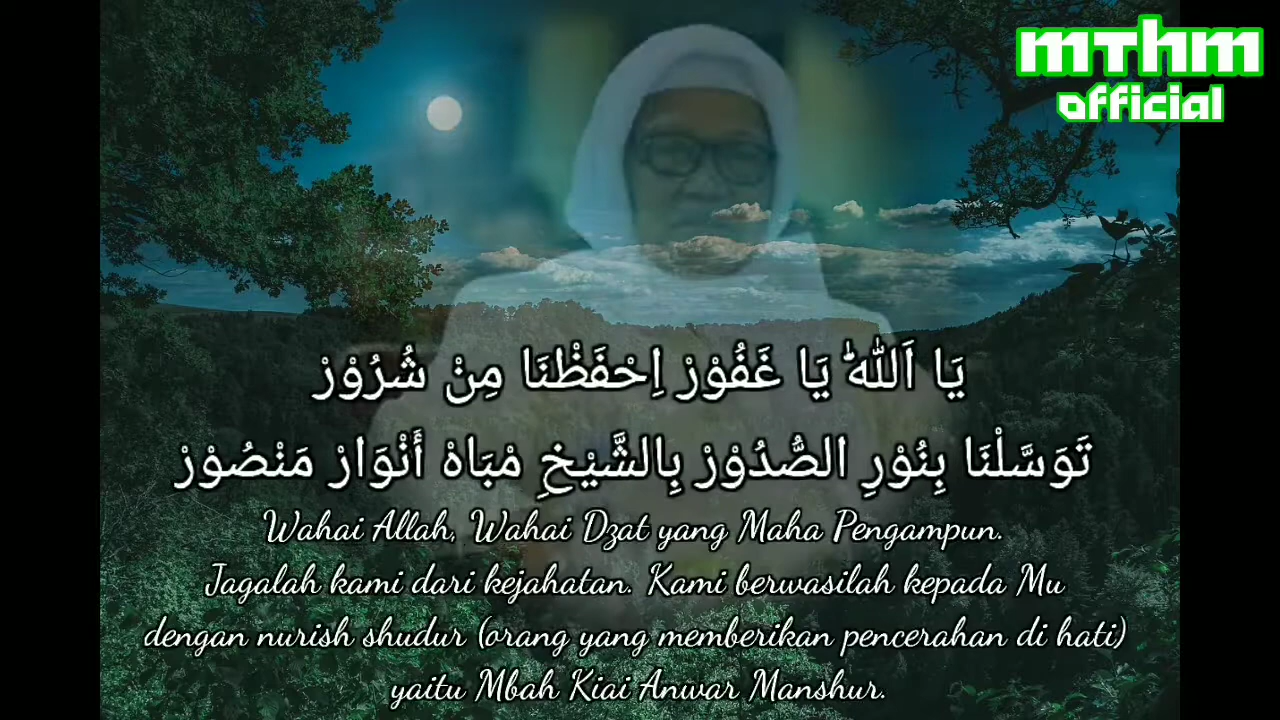 mThm
official
يَا اَللّٰهُ يَا غَفُوْرْ اِحْفَظْنَا مِنْ شُرُوْرْ
تَوَسَّلْنَا بِنُوْرِ الصُّدُوْرْ بِالشَّيْخِ مْبَاهْ أَنْوَارْ مَنْصُوْرْ
Wahai Allah, Wahai Dzat yang Maha Pengampun.
Jagalah kami dari kejahatan. Kami berwasilah kepada Mu
dengan nurish shudur (orang yang memberikan pencerahan di hati)
yaitu Mbah Kiai Anwar Manshur.